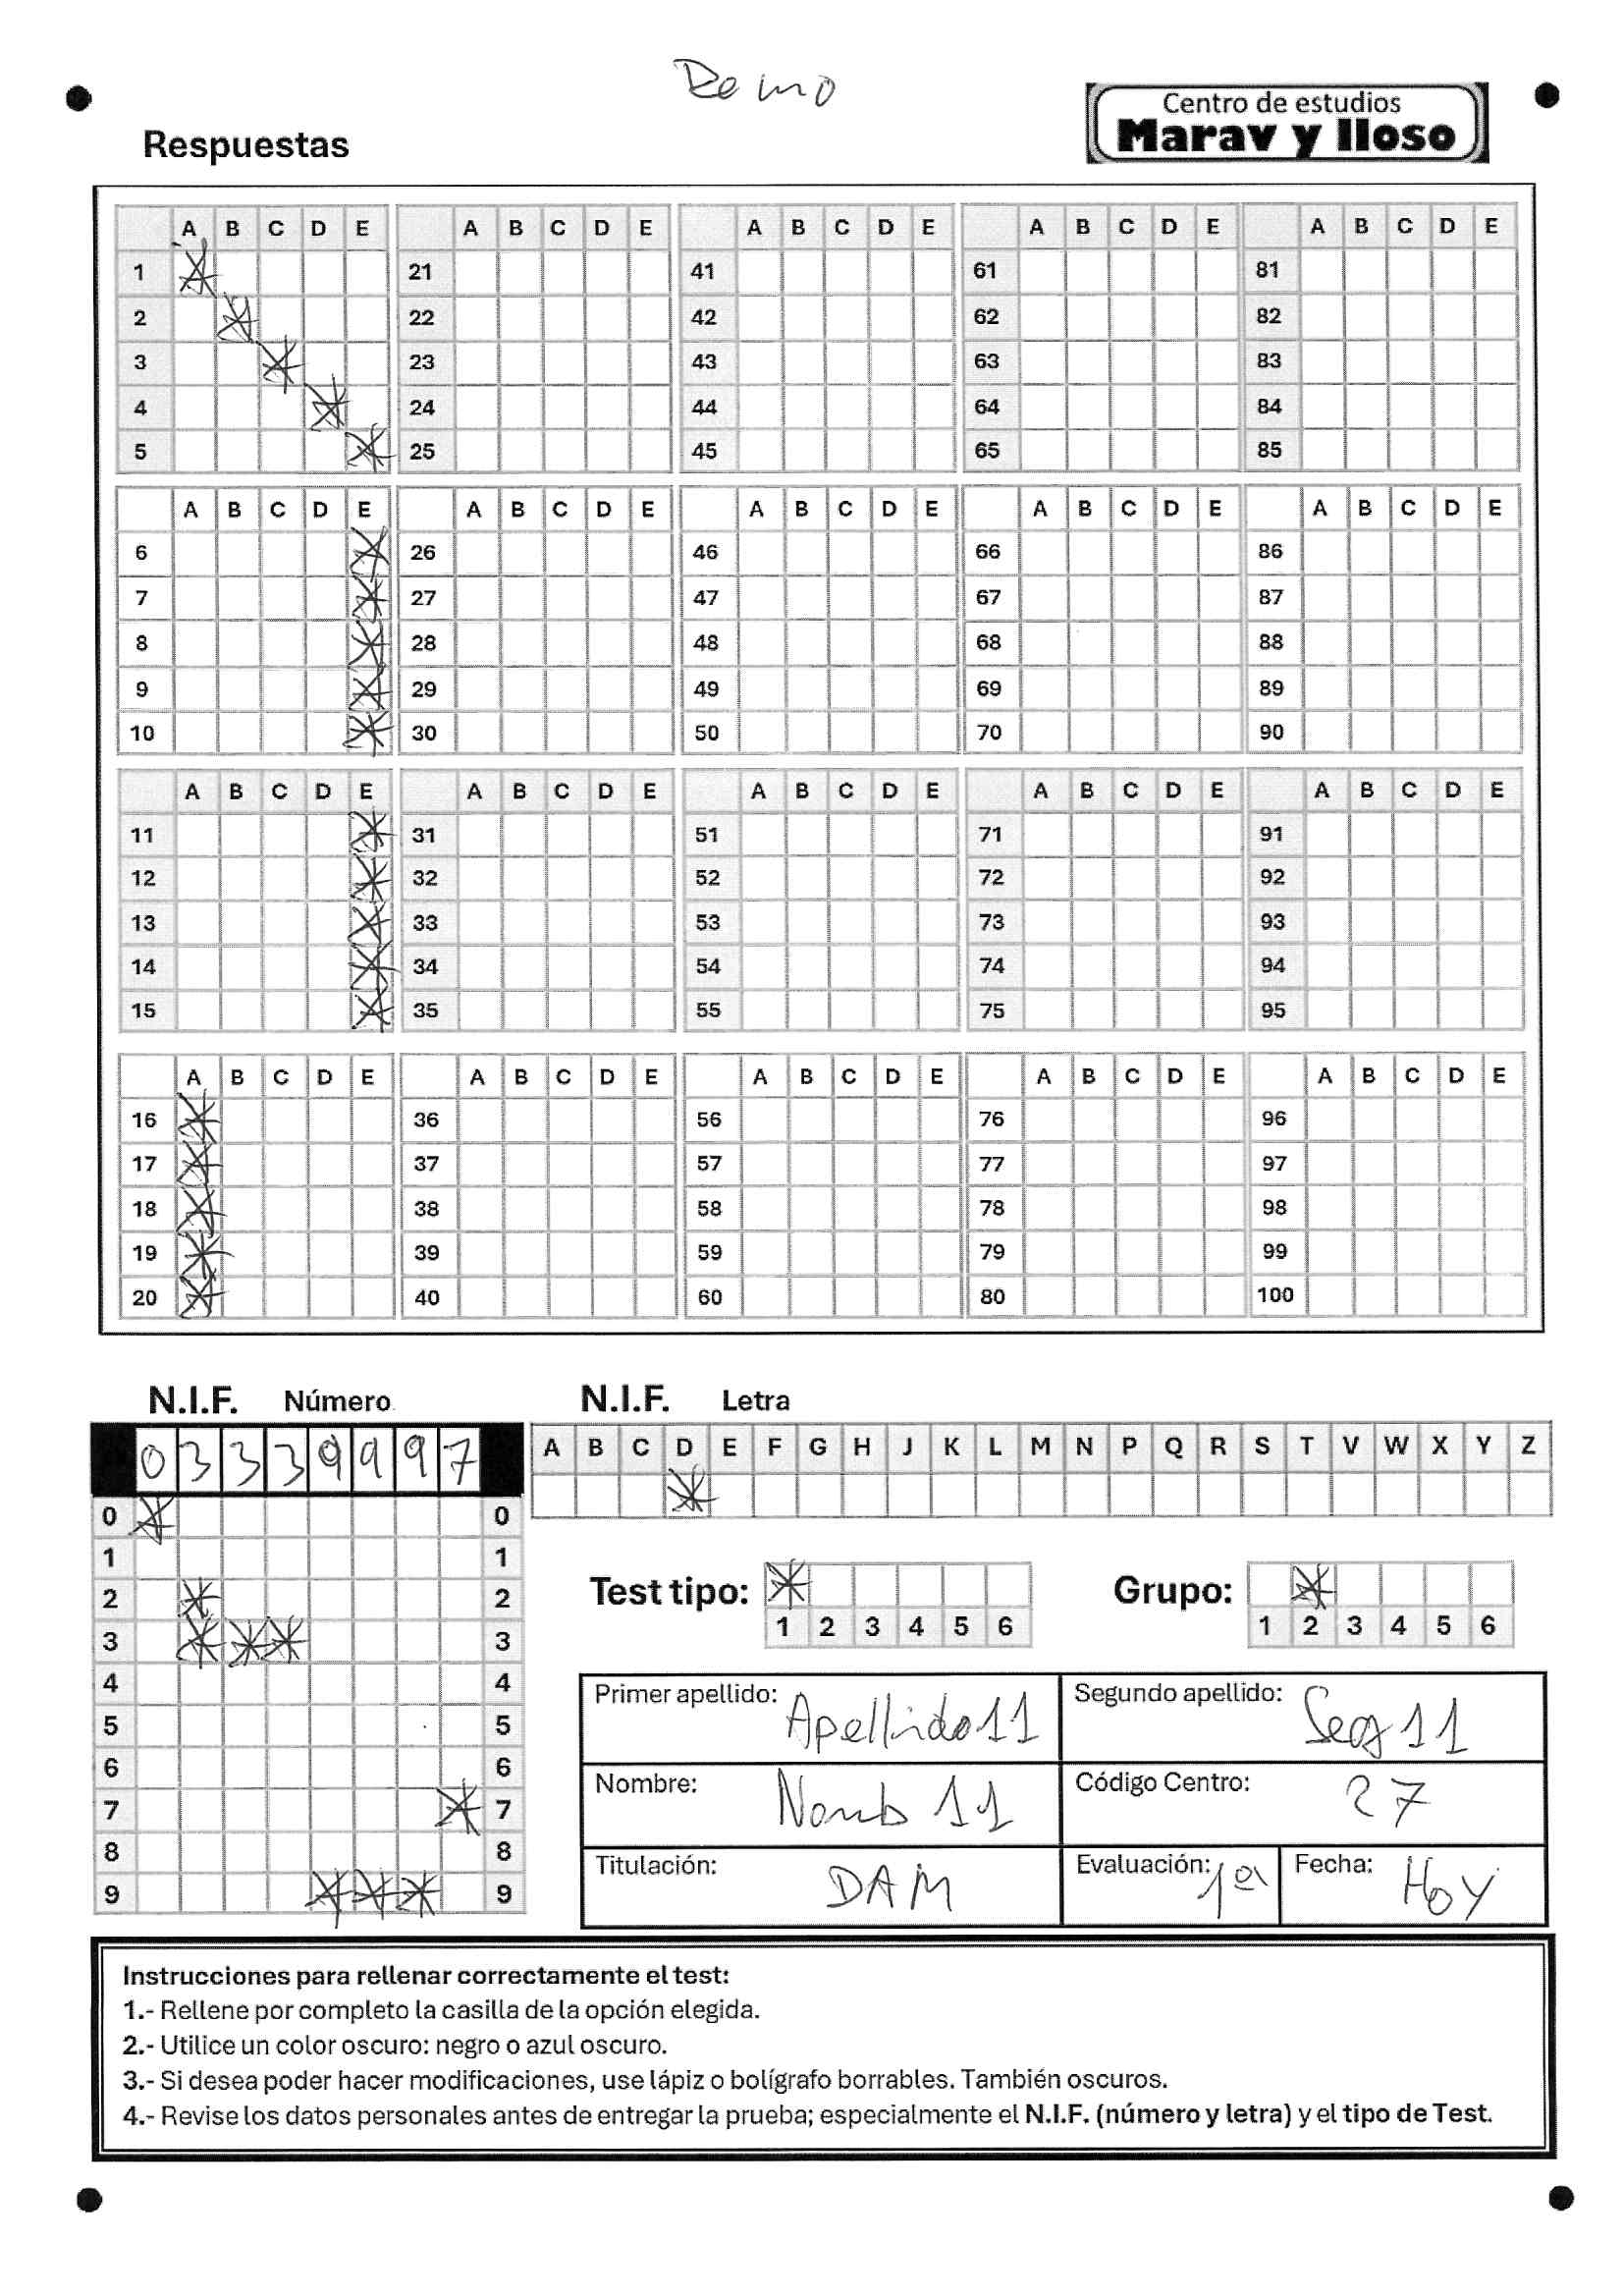 Demo
Centro de estudios
Marav y lloso
Respuestas
A B C D E A B C D E A B C D E A B C D E A B C D E
1 21 41 61 81
2 22 42 62 82
3 23 43 63 83
4 24 44 64 84
5 25 45 65 85
A B C D E A B C D E A B C D E A B C D E A B C D E
6 26 46 66 86
7 27 47 67 87
8 28 48 68 88
9 29 49 69 89
10 30 50 70 90
A B C D E A B C D E A B C D E A B C D E A B C D E
11 31 51 71 91
12 32 52 72 92
13 33 53 73 93
14 34 54 74 94
15 35 55 75 95
A B C D E A B C D E A B C D E A B C D E A B C D E
16 36 56 76 96
17 37 57 77 97
18 38 58 78 98
19 39 59 79 99
20 40 60 80 100
N.I.F. Número N.I.F. Letra
0 3 3 3 9 9 9 7 A B C D E F G H J K L M N P Q R S T V W X Y Z
0 0
1 1
2 2
3 3
4 4
5 5
6 6
7 7
8 8
9 9
Test tipo: 1 2 3 4 5 6
Grupo: 1 2 3 4 5 6
Primer apellido: Apellido11 Segundo apellido: Seg 11
Nombre: Nomb 11 Código Centro: 27
Titulación: DAM Evaluación: 1ª Fecha: Hoy
Instrucciones para rellenar correctamente el test:
1.- Rellene por completo la casilla de la opción elegida.
2.- Utilice un color oscuro: negro o azul oscuro.
3.- Si desea poder hacer modificaciones, use lápiz o bolígrafo borrables. También oscuros.
4.- Revise los datos personales antes de entregar la prueba; especialmente el N.I.F. (número y letra) y el tipo de Test.